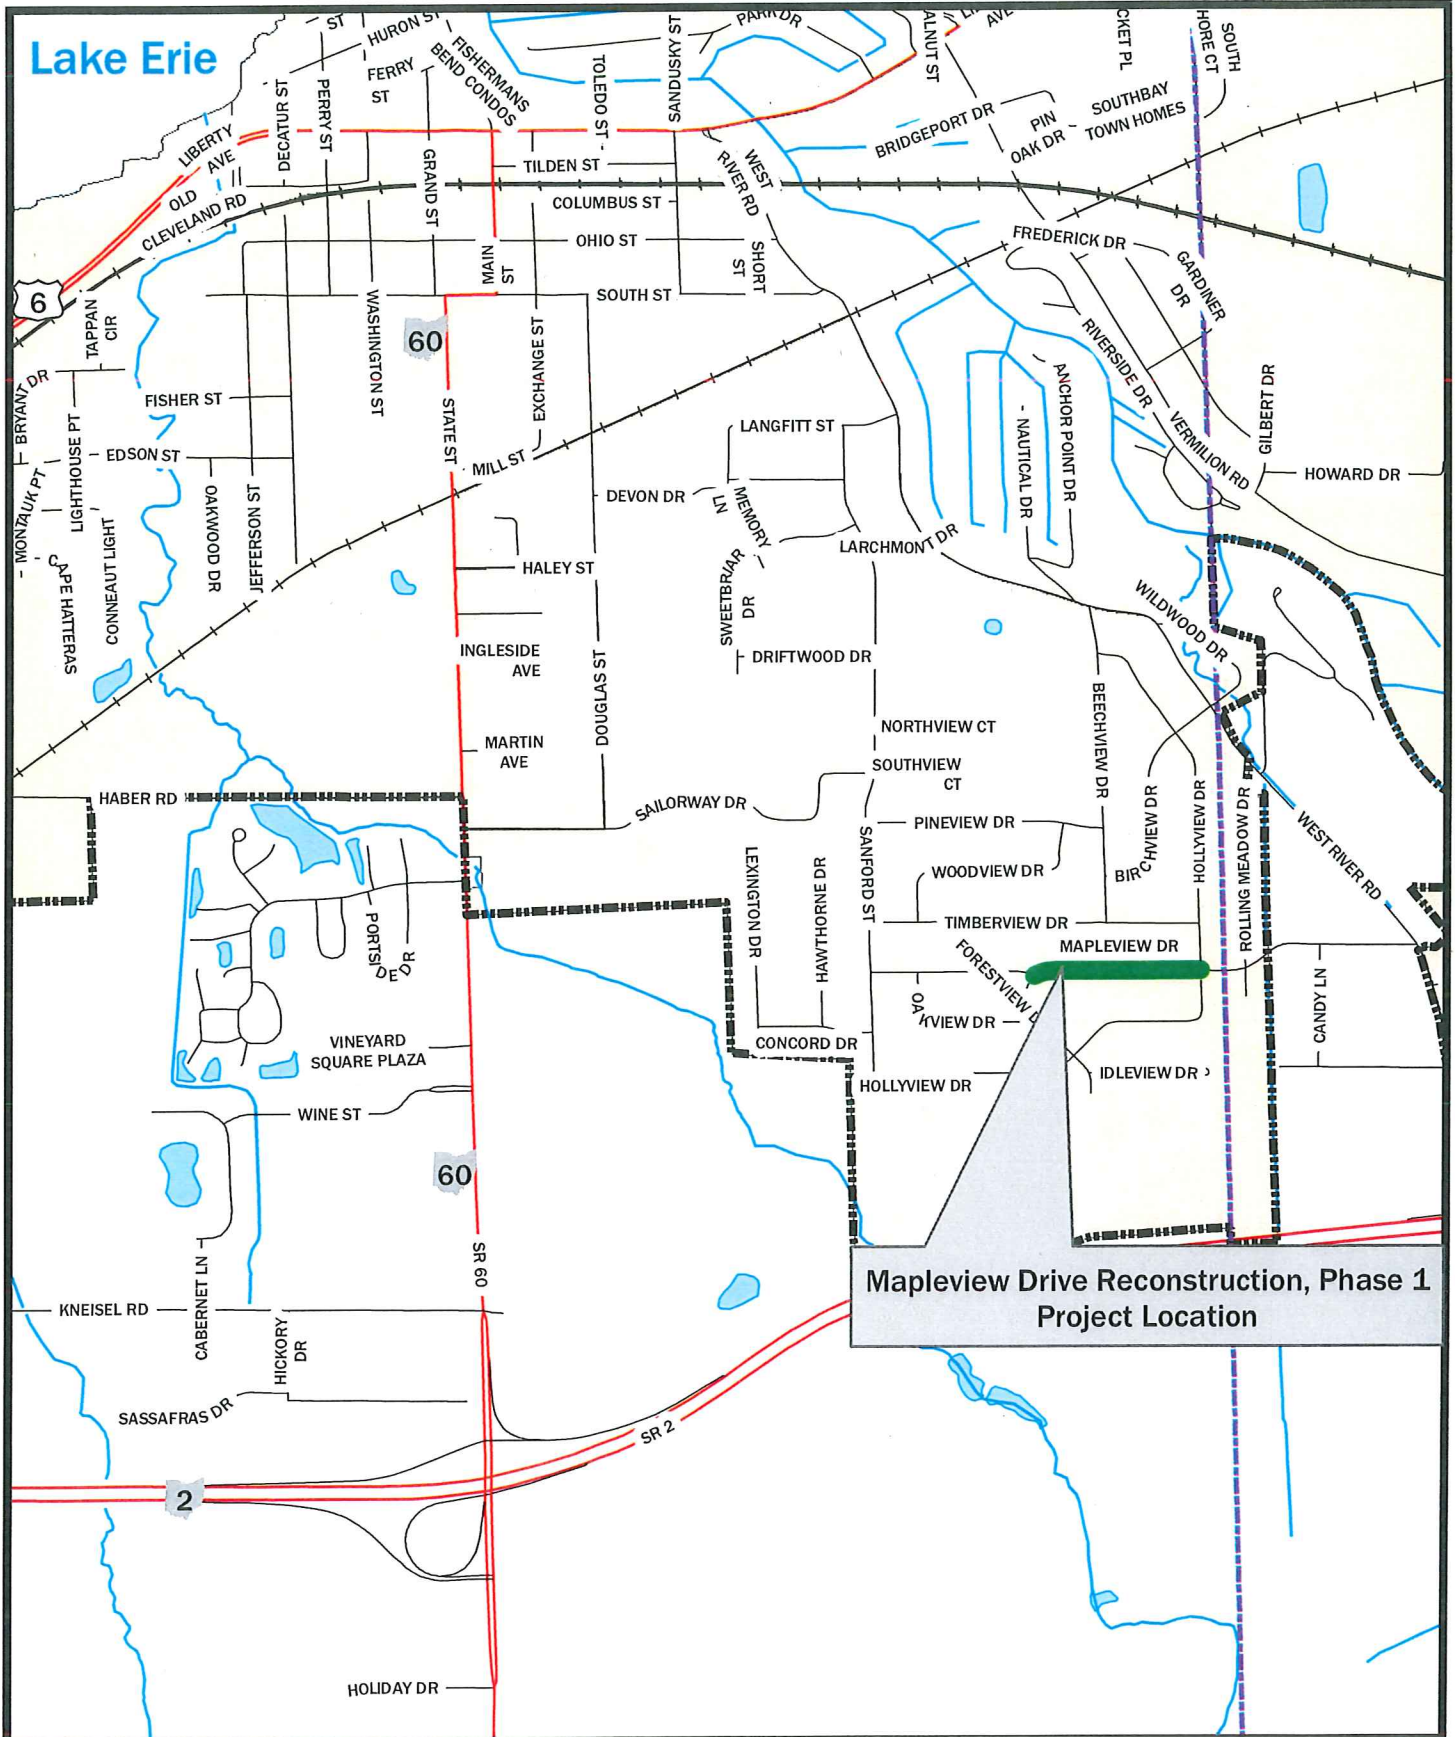 Lake Erie
ST
HURON ST
FERRY
ST
FISHERMANS
BEND CONDOS
TOLEDO ST
SANDUSKY ST
PARK DR
ALNUT ST
AVE
CKET PL
HORE CT
SOUTH
DECATUR ST
PERRY ST
LIBERTY
AVE
OLD
CLEVELAND RD
GRAND ST
TILDEN ST
COLUMBUS ST
WEST
RIVER RD
BRIDGEPORT DR
PIN
OAK DR
SOUTHBAY
TOWN HOMES
OHIO ST
MAIN
ST
SHORT
ST
SOUTH ST
FREDERICK DR
GARDINER
DR
6
TAPPAN
CIR
WASHINGTON ST
60
STATE ST
EXCHANGE ST
RIVERSIDE DR
BRYANT DR
LIGHTHOUSE PT
FISHER ST
EDSON ST
MILL ST
LANGFITT ST
NAUTICAL DR
ANCHOR POINT DR
VERMILION RD
GILBERT DR
HOWARD DR
MONTAUK PT
CAPE HATTERAS
CONNEAUT LIGHT
OAKWOOD DR
JEFFERSON ST
DEVON DR
MEMORY
LN
LARCHMONT DR
HALEY ST
SWEETBRIAR
DR
WILDWOOD DR
INGLESIDE
AVE
DOUGLAS ST
DRIFTWOOD DR
MARTIN
AVE
NORTHVIEW CT
SOUTHVIEW
CT
BEECHVIEW DR
HABER RD
SAILORWAY DR
PINEVIEW DR
BIRCHVIEW DR
HOLLYVIEW DR
ROLLING MEADOW DR
WEST RIVER RD
LEXINGTON DR
HAWTHORNE DR
SANFORD ST
WOODVIEW DR
TIMBERVIEW DR
MAPLEVIEW DR
PORTSIDE DR
FORESTVIEW D
OAKVIEW DR
CANDY LN
VINEYARD
SQUARE PLAZA
CONCORD DR
HOLLYVIEW DR
IDLEVIEW DR
WINE ST
60
SR 60
CABERNET LN
KNEISEL RD
HICKORY
DR
Mapleview Drive Reconstruction, Phase 1
Project Location
SASSAFRAS DR
SR 2
2
HOLIDAY DR